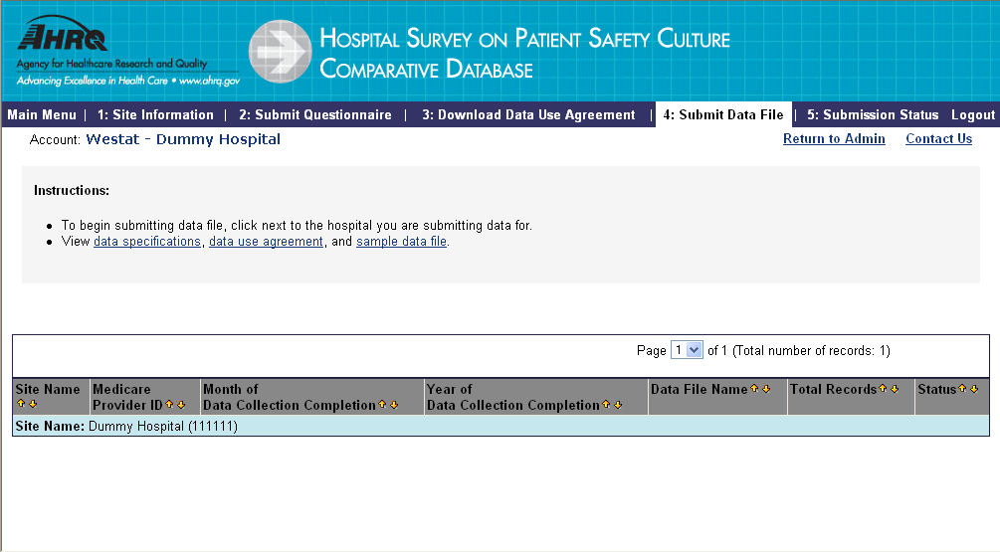 AHRQ
Agency for Healthcare Research and Quality
Advancing Excellence in Health Care • www.ahrq.gov
HOSPITAL SURVEY ON PATIENT SAFETY CULTURE
COMPARATIVE DATABASE
Main Menu | 1: Site Information | 2: Submit Questionnaire | 3: Download Data Use Agreement | 4: Submit Data File | 5: Submission Status Logout
Account: Westat - Dummy Hospital Return to Admin Contact Us
Instructions:
• To begin submitting data file, click next to the hospital you are submitting data for.
• View data specifications, data use agreement, and sample data file.
Page 1 of 1 (Total number of records: 1)
Site Name Medicare Provider ID Month of Data Collection Completion Year of Data Collection Completion Data File Name Total Records Status
Site Name: Dummy Hospital (111111)